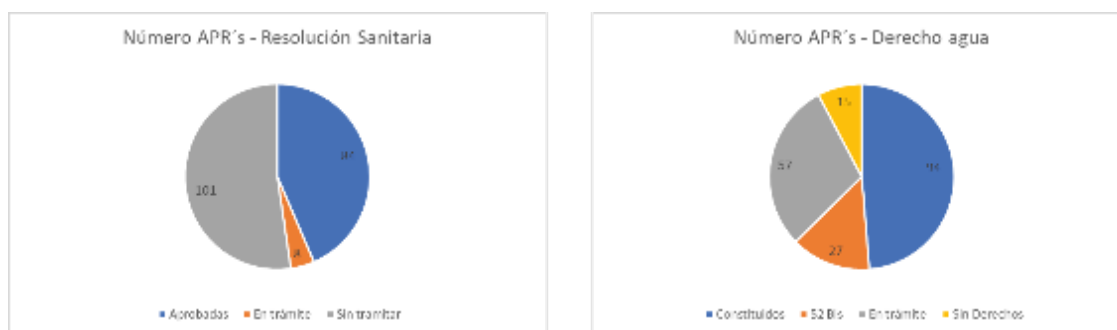 Número APR´s - Resolución Sanitaria
101
8
Aprobadas En trámite Sin tramitar
Número APR´s - Derecho agua
15
57
27
Constituidos 52 Bis En trámite Sin Derechos